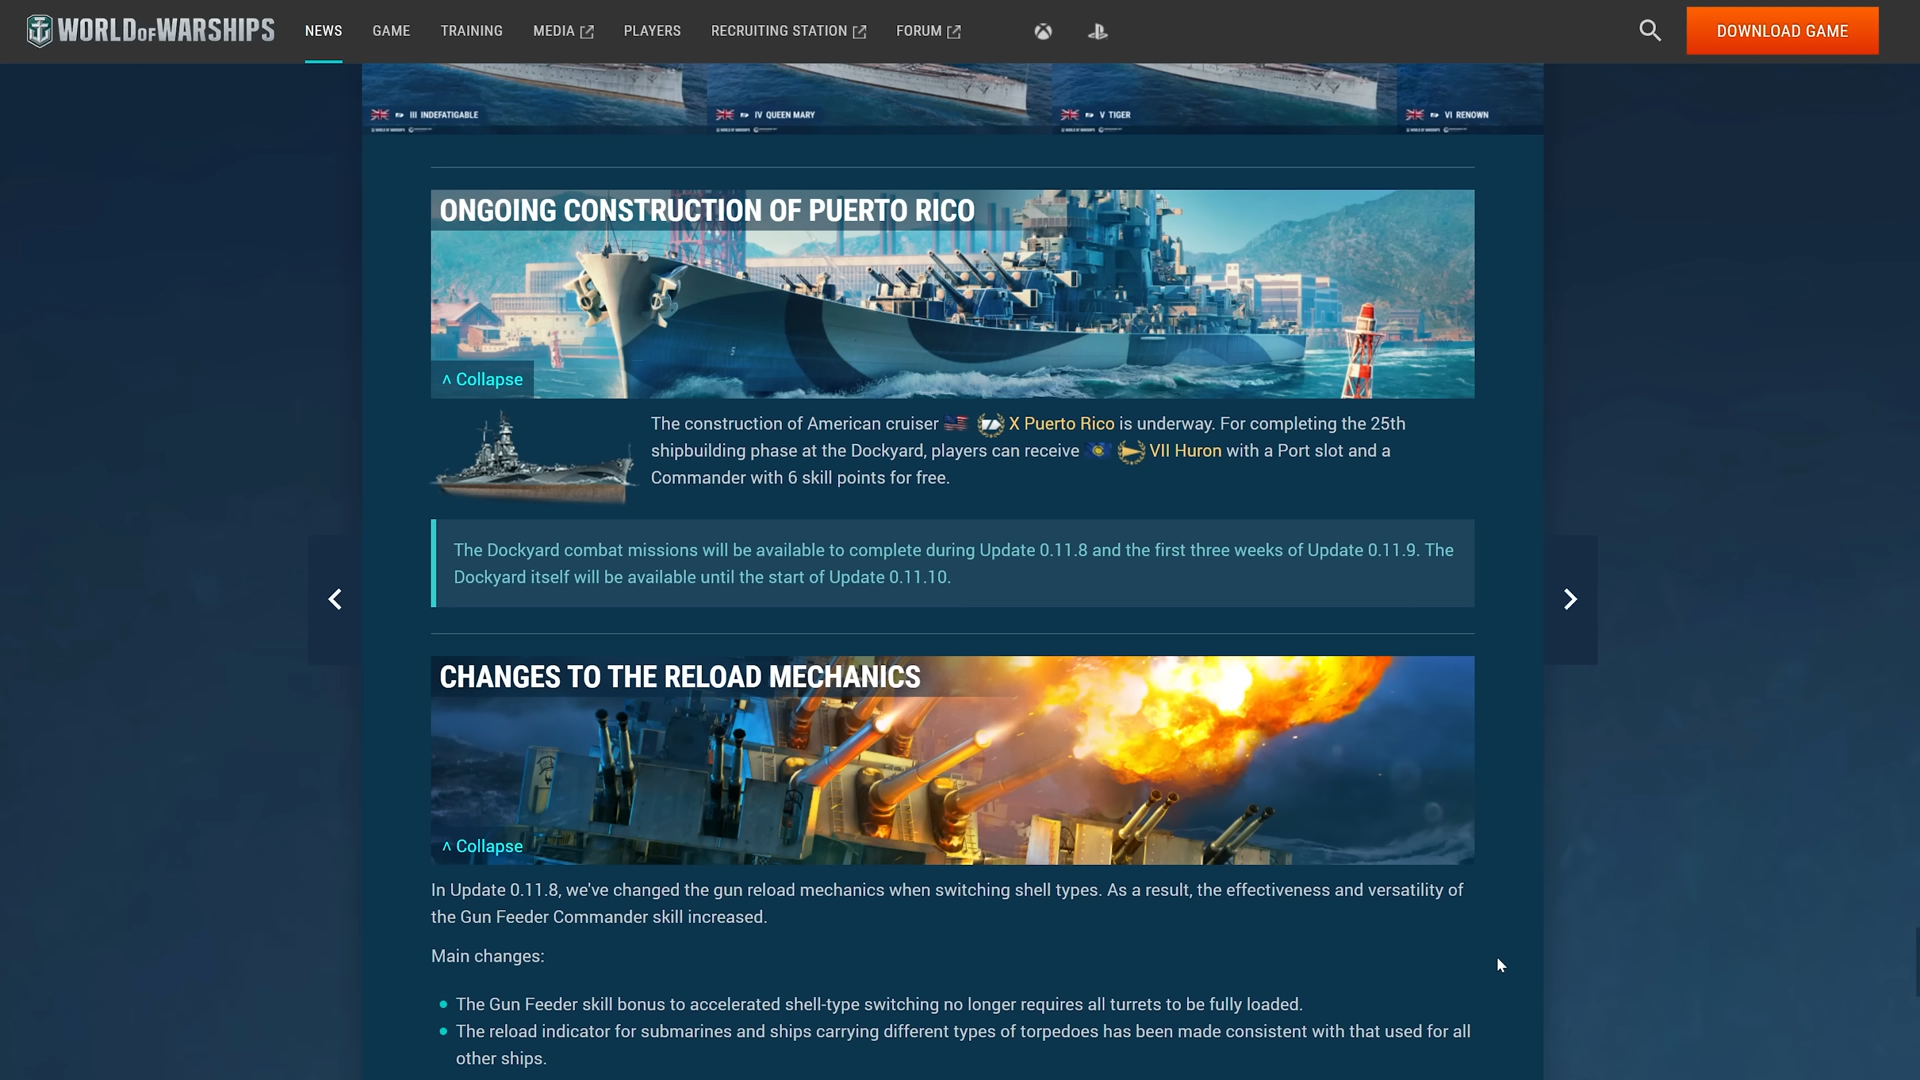 WORLD OF WARSHIPS NEWS GAME TRAINING MEDIA PLAYERS RECRUITING STATION FORUM DOWNLOAD GAME
III INDEFATIGABLE IV QUEEN MARY V TIGER VI RENOWN
ONGOING CONSTRUCTION OF PUERTO RICO
5
˄ Collapse
The construction of American cruiser X Puerto Rico is underway. For completing the 25th
shipbuilding phase at the Dockyard, players can receive VII Huron with a Port slot and a
Commander with 6 skill points for free.
The Dockyard combat missions will be available to complete during Update 0.11.8 and the first three weeks of Update 0.11.9. The
Dockyard itself will be available until the start of Update 0.11.10.
CHANGES TO THE RELOAD MECHANICS
˄ Collapse
In Update 0.11.8, we've changed the gun reload mechanics when switching shell types. As a result, the effectiveness and versatility of
the Gun Feeder Commander skill increased.
Main changes:
• The Gun Feeder skill bonus to accelerated shell-type switching no longer requires all turrets to be fully loaded.
• The reload indicator for submarines and ships carrying different types of torpedoes has been made consistent with that used for all
other ships.